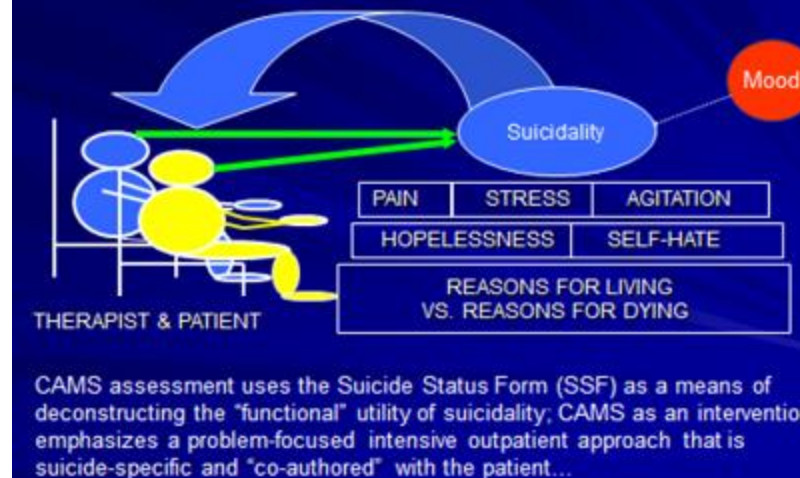 Mood
Suicidality
PAIN STRESS AGITATION
HOPELESSNESS SELF-HATE
REASONS FOR LIVING
VS. REASONS FOR DYING
THERAPIST & PATIENT
CAMS assessment uses the Suicide Status Form (SSF) as a means of
deconstructing the "functional" utility of suicidality; CAMS as an interventio
emphasizes a problem-focused intensive outpatient approach that is
suicide-specific and "co-authored" with the patient...